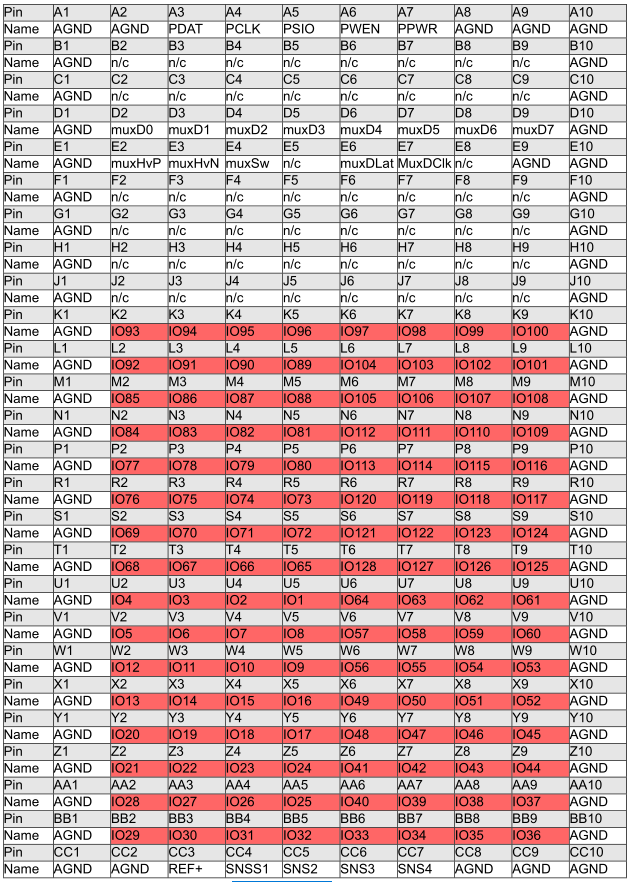 Pin A1 A2 A3 A4 A5 A6 A7 A8 A9 A10
Name AGND AGND PDAT PCLK PSIO PWEN PPWR AGND AGND AGND
Pin B1 B2 B3 B4 B5 B6 B7 B8 B9 B10
Name AGND n/c n/c n/c n/c n/c n/c n/c n/c AGND
Pin C1 C2 C3 C4 C5 C6 C7 C8 C9 C10
Name AGND n/c n/c n/c n/c n/c n/c n/c n/c AGND
Pin D1 D2 D3 D4 D5 D6 D7 D8 D9 D10
Name AGND muxD0 muxD1 muxD2 muxD3 muxD4 muxD5 muxD6 muxD7 AGND
Pin E1 E2 E3 E4 E5 E6 E7 E8 E9 E10
Name AGND muxHvP muxHvN muxSw n/c muxDLat MuxDClk n/c AGND AGND
Pin F1 F2 F3 F4 F5 F6 F7 F8 F9 F10
Name AGND n/c n/c n/c n/c n/c n/c n/c n/c AGND
Pin G1 G2 G3 G4 G5 G6 G7 G8 G9 G10
Name AGND n/c n/c n/c n/c n/c n/c n/c n/c AGND
Pin H1 H2 H3 H4 H5 H6 H7 H8 H9 H10
Name AGND n/c n/c n/c n/c n/c n/c n/c n/c AGND
Pin J1 J2 J3 J4 J5 J6 J7 J8 J9 J10
Name AGND n/c n/c n/c n/c n/c n/c n/c n/c AGND
Pin K1 K2 K3 K4 K5 K6 K7 K8 K9 K10
Name AGND IO93 IO94 IO95 IO96 IO97 IO98 IO99 IO100 AGND
Pin L1 L2 L3 L4 L5 L6 L7 L8 L9 L10
Name AGND IO92 IO91 IO90 IO89 IO104 IO103 IO102 IO101 AGND
Pin M1 M2 M3 M4 M5 M6 M7 M8 M9 M10
Name AGND IO85 IO86 IO87 IO88 IO105 IO106 IO107 IO108 AGND
Pin N1 N2 N3 N4 N5 N6 N7 N8 N9 N10
Name AGND IO84 IO83 IO82 IO81 IO112 IO111 IO110 IO109 AGND
Pin P1 P2 P3 P4 P5 P6 P7 P8 P9 P10
Name AGND IO77 IO78 IO79 IO80 IO113 IO114 IO115 IO116 AGND
Pin R1 R2 R3 R4 R5 R6 R7 R8 R9 R10
Name AGND IO76 IO75 IO74 IO73 IO120 IO119 IO118 IO117 AGND
Pin S1 S2 S3 S4 S5 S6 S7 S8 S9 S10
Name AGND IO69 IO70 IO71 IO72 IO121 IO122 IO123 IO124 AGND
Pin T1 T2 T3 T4 T5 T6 T7 T8 T9 T10
Name AGND IO68 IO67 IO66 IO65 IO128 IO127 IO126 IO125 AGND
Pin U1 U2 U3 U4 U5 U6 U7 U8 U9 U10
Name AGND IO4 IO3 IO2 IO1 IO64 IO63 IO62 IO61 AGND
Pin V1 V2 V3 V4 V5 V6 V7 V8 V9 V10
Name AGND IO5 IO6 IO7 IO8 IO57 IO58 IO59 IO60 AGND
Pin W1 W2 W3 W4 W5 W6 W7 W8 W9 W10
Name AGND IO12 IO11 IO10 IO9 IO56 IO55 IO54 IO53 AGND
Pin X1 X2 X3 X4 X5 X6 X7 X8 X9 X10
Name AGND IO13 IO14 IO15 IO16 IO49 IO50 IO51 IO52 AGND
Pin Y1 Y2 Y3 Y4 Y5 Y6 Y7 Y8 Y9 Y10
Name AGND IO20 IO19 IO18 IO17 IO48 IO47 IO46 IO45 AGND
Pin Z1 Z2 Z3 Z4 Z5 Z6 Z7 Z8 Z9 Z10
Name AGND IO21 IO22 IO23 IO24 IO41 IO42 IO43 IO44 AGND
Pin AA1 AA2 AA3 AA4 AA5 AA6 AA7 AA8 AA9 AA10
Name AGND IO28 IO27 IO26 IO25 IO40 IO39 IO38 IO37 AGND
Pin BB1 BB2 BB3 BB4 BB5 BB6 BB7 BB8 BB9 BB10
Name AGND IO29 IO30 IO31 IO32 IO33 IO34 IO35 IO36 AGND
Pin CC1 CC2 CC3 CC4 CC5 CC6 CC7 CC8 CC9 CC10
Name AGND AGND REF+ SNSS1 SNS2 SNS3 SNS4 AGND AGND AGND